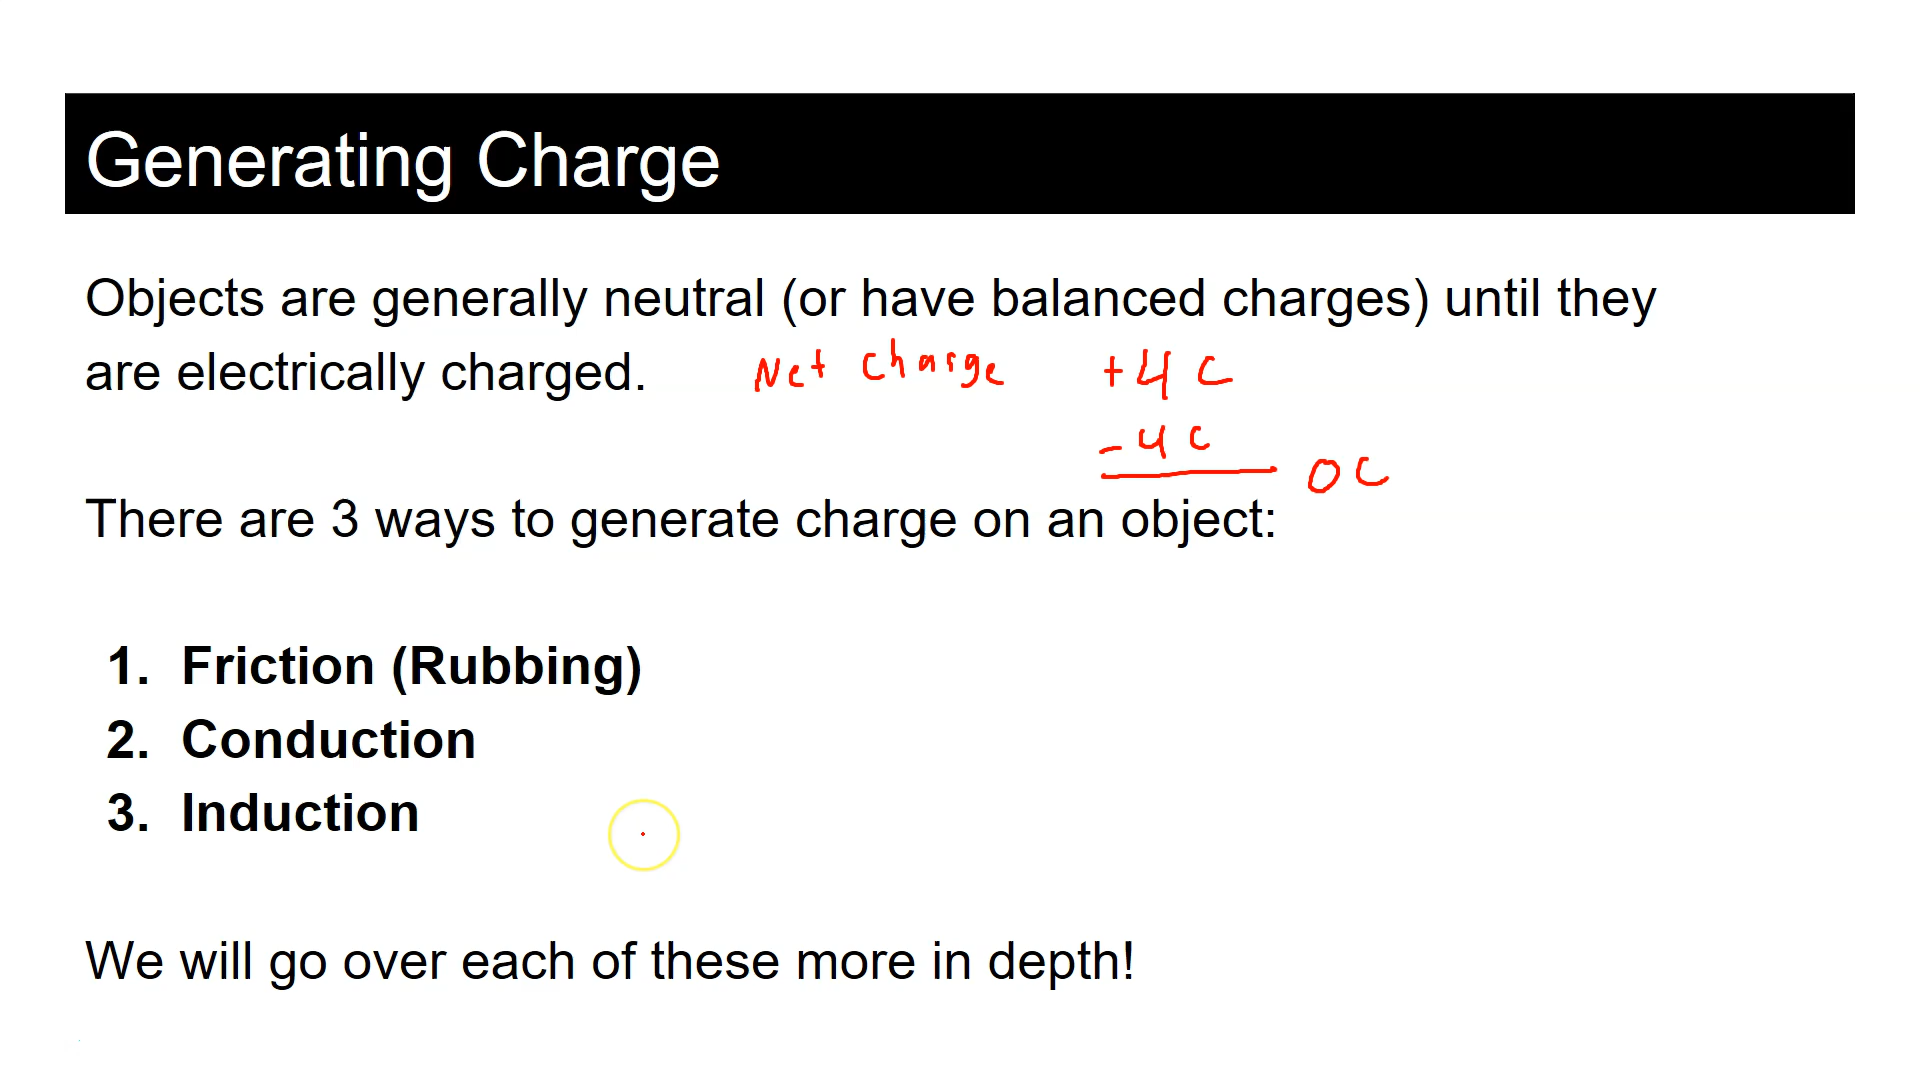 Generating Charge
Objects are generally neutral (or have balanced charges) until they
are electrically charged.
Net Charge +4 C
-4 C
0 C
There are 3 ways to generate charge on an object:
1. Friction (Rubbing)
2. Conduction
3. Induction
We will go over each of these more in depth!